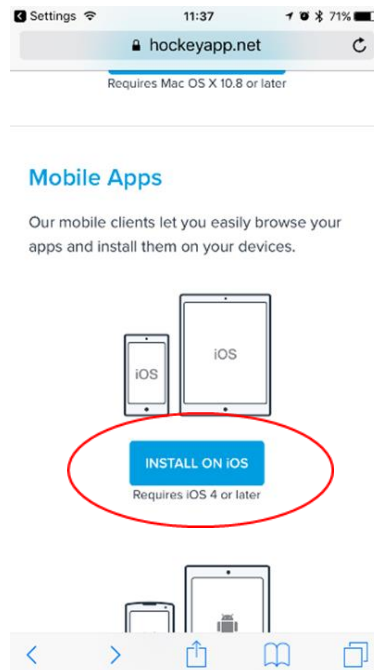 Settings 11:37 71%
hockeyapp.net
Requires Mac OS X 10.8 or later
Mobile Apps
Our mobile clients let you easily browse your
apps and install them on your devices.
iOS
iOS
INSTALL ON iOS
Requires iOS 4 or later